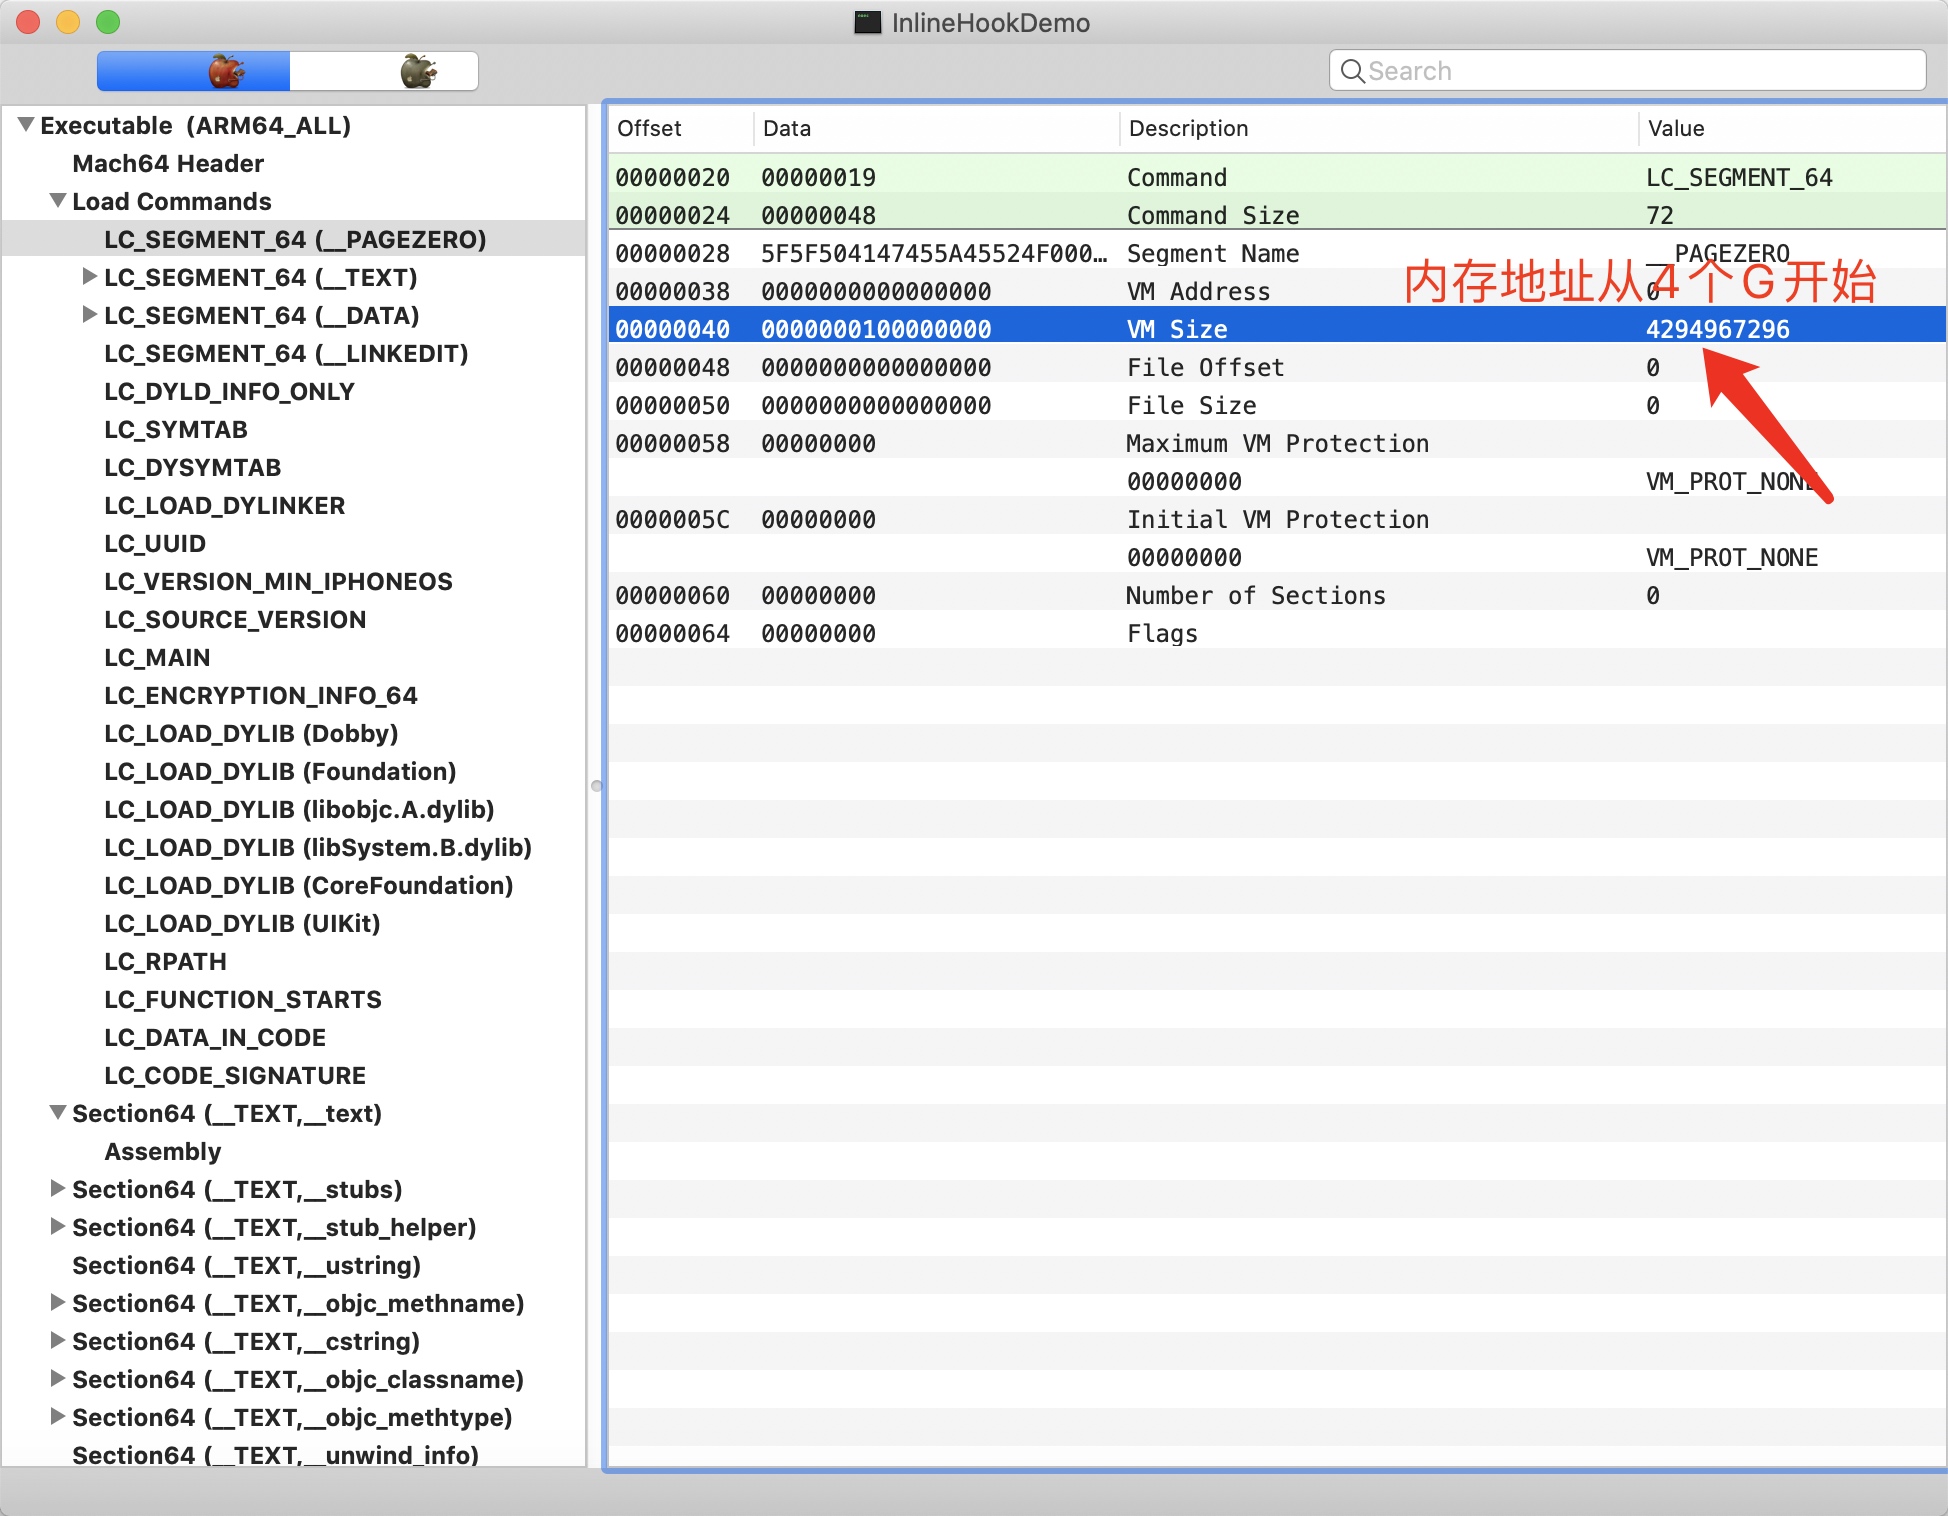 InlineHookDemo
Search
Executable (ARM64_ALL)
Mach64 Header
Load Commands
LC_SEGMENT_64 (__PAGEZERO)
LC_SEGMENT_64 (__TEXT)
LC_SEGMENT_64 (__DATA)
LC_SEGMENT_64 (__LINKEDIT)
LC_DYLD_INFO_ONLY
LC_SYMTAB
LC_DYSYMTAB
LC_LOAD_DYLINKER
LC_UUID
LC_VERSION_MIN_IPHONEOS
LC_SOURCE_VERSION
LC_MAIN
LC_ENCRYPTION_INFO_64
LC_LOAD_DYLIB (Dobby)
LC_LOAD_DYLIB (Foundation)
LC_LOAD_DYLIB (libobjc.A.dylib)
LC_LOAD_DYLIB (libSystem.B.dylib)
LC_LOAD_DYLIB (CoreFoundation)
LC_LOAD_DYLIB (UIKit)
LC_RPATH
LC_FUNCTION_STARTS
LC_DATA_IN_CODE
LC_CODE_SIGNATURE
Section64 (__TEXT,__text)
Assembly
Section64 (__TEXT,__stubs)
Section64 (__TEXT,__stub_helper)
Section64 (__TEXT,__ustring)
Section64 (__TEXT,__objc_methname)
Section64 (__TEXT,__cstring)
Section64 (__TEXT,__objc_classname)
Section64 (__TEXT,__objc_methtype)
Section64 (__TEXT,__unwind_info)
Offset Data Description Value
00000020 00000019 Command LC_SEGMENT_64
00000024 00000048 Command Size 72
00000028 5F5F504147455A45524F000… Segment Name __PAGEZERO
内存地址从4个G开始
00000038 0000000000000000 VM Address 0
00000040 0000000100000000 VM Size 4294967296
00000048 0000000000000000 File Offset 0
00000050 0000000000000000 File Size 0
00000058 00000000 Maximum VM Protection
00000000 VM_PROT_NONE
0000005C 00000000 Initial VM Protection
00000000 VM_PROT_NONE
00000060 00000000 Number of Sections 0
00000064 00000000 Flags